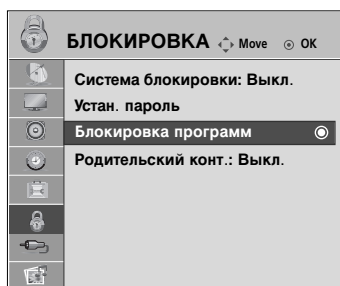 БЛОКИРОВКА Move OK
Система блокировки: Выкл.
Устан. пароль
Блокировка программ
Родительский конт.: Выкл.